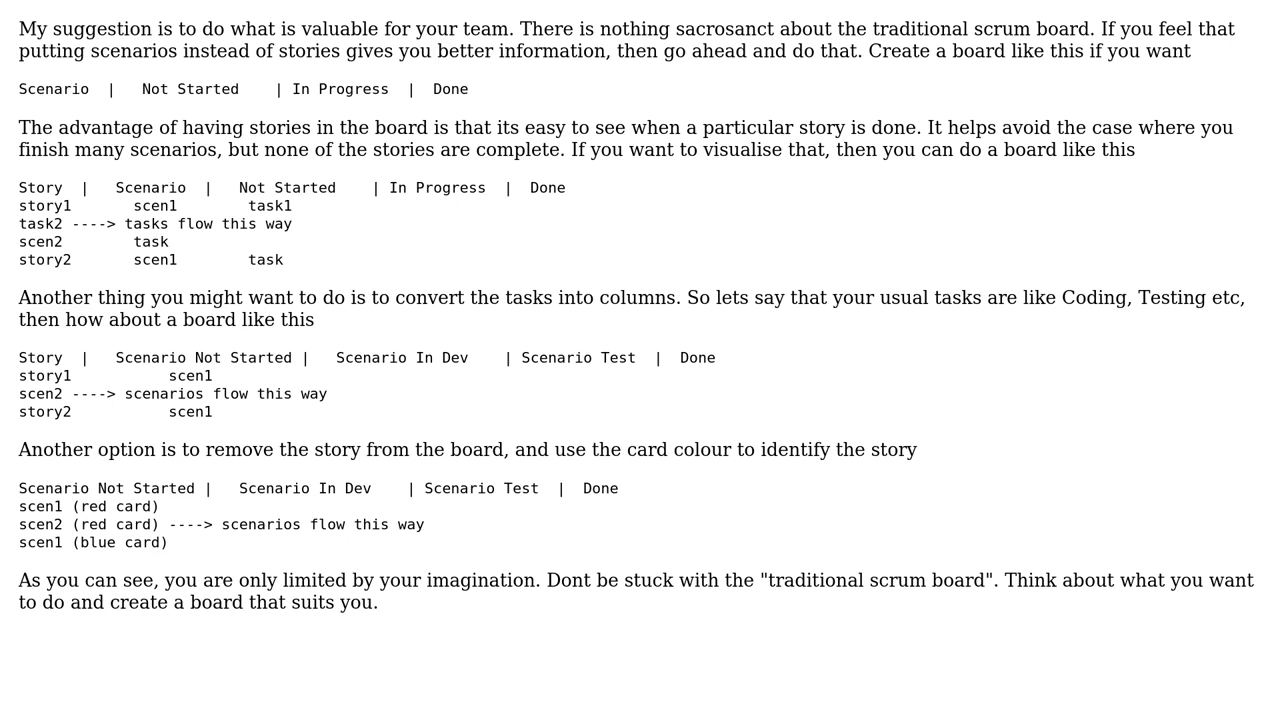 My suggestion is to do what is valuable for your team. There is nothing sacrosanct about the traditional scrum board. If you feel that
putting scenarios instead of stories gives you better information, then go ahead and do that. Create a board like this if you want
Scenario  |   Not Started    | In Progress  |  Done
The advantage of having stories in the board is that its easy to see when a particular story is done. It helps avoid the case where you
finish many scenarios, but none of the stories are complete. If you want to visualise that, then you can do a board like this
Story  |   Scenario  |   Not Started    | In Progress  |  Done
story1       scen1        task1
task2 ----> tasks flow this way
scen2        task
story2       scen1        task
Another thing you might want to do is to convert the tasks into columns. So lets say that your usual tasks are like Coding, Testing etc,
then how about a board like this
Story  |   Scenario Not Started |   Scenario In Dev    | Scenario Test  |  Done
story1           scen1
scen2 ----> scenarios flow this way
story2           scen1
Another option is to remove the story from the board, and use the card colour to identify the story
Scenario Not Started |   Scenario In Dev    | Scenario Test  |  Done
scen1 (red card)
scen2 (red card) ----> scenarios flow this way
scen1 (blue card)
As you can see, you are only limited by your imagination. Dont be stuck with the "traditional scrum board". Think about what you want
to do and create a board that suits you.